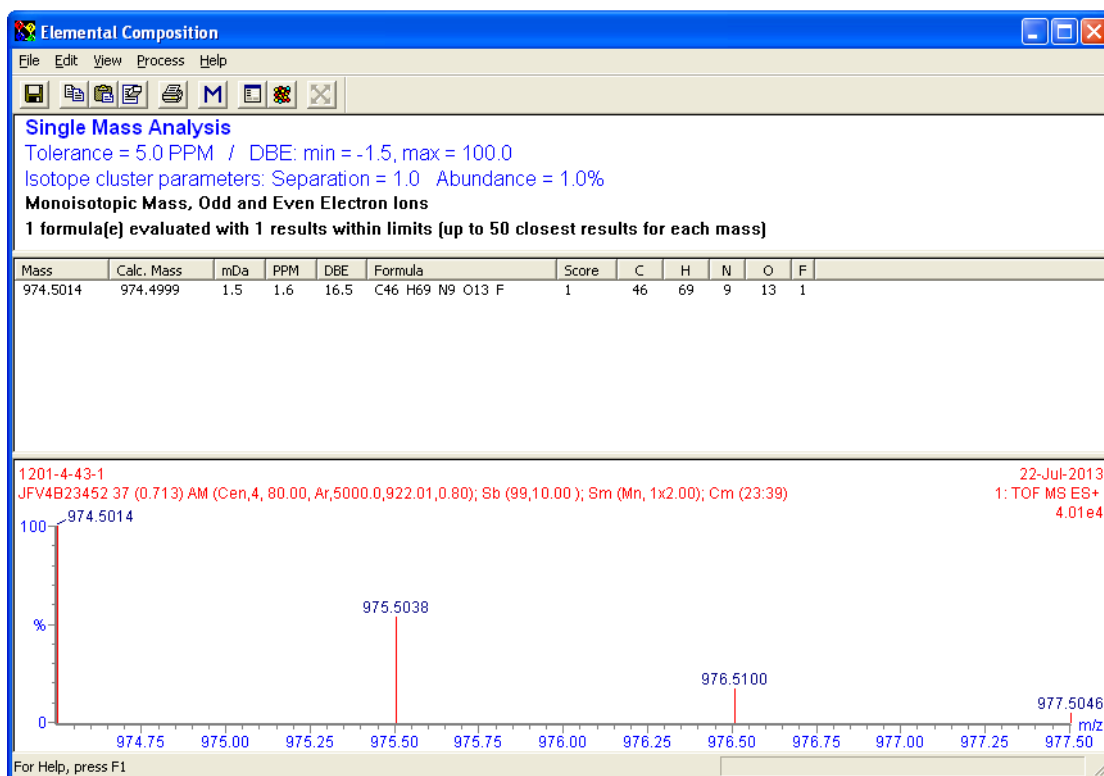 Elemental Composition
File Edit View Process Help
M
Single Mass Analysis
Tolerance = 5.0 PPM / DBE: min = -1.5, max = 100.0
Isotope cluster parameters: Separation = 1.0 Abundance = 1.0%
Monoisotopic Mass, Odd and Even Electron Ions
1 formula(e) evaluated with 1 results within limits (up to 50 closest results for each mass)
Mass Calc. Mass mDa PPM DBE Formula Score C H N O F
974.5014 974.4999 1.5 1.6 16.5 C46 H69 N9 O13 F 1 46 69 9 13 1
1201-4-43-1 22-Jul-2013
JFV4B23452 37 (0.713) AM (Cen,4, 80.00, Ar,5000.0,922.01,0.80); Sb (99,10.00 ); Sm (Mn, 1x2.00); Cm (23:39) 1: TOF MS ES+
4.01e4
100 974.5014
975.5038
%
976.5100
977.5046
0 m/z
974.75 975.00 975.25 975.50 975.75 976.00 976.25 976.50 976.75 977.00 977.25 977.50
For Help, press F1